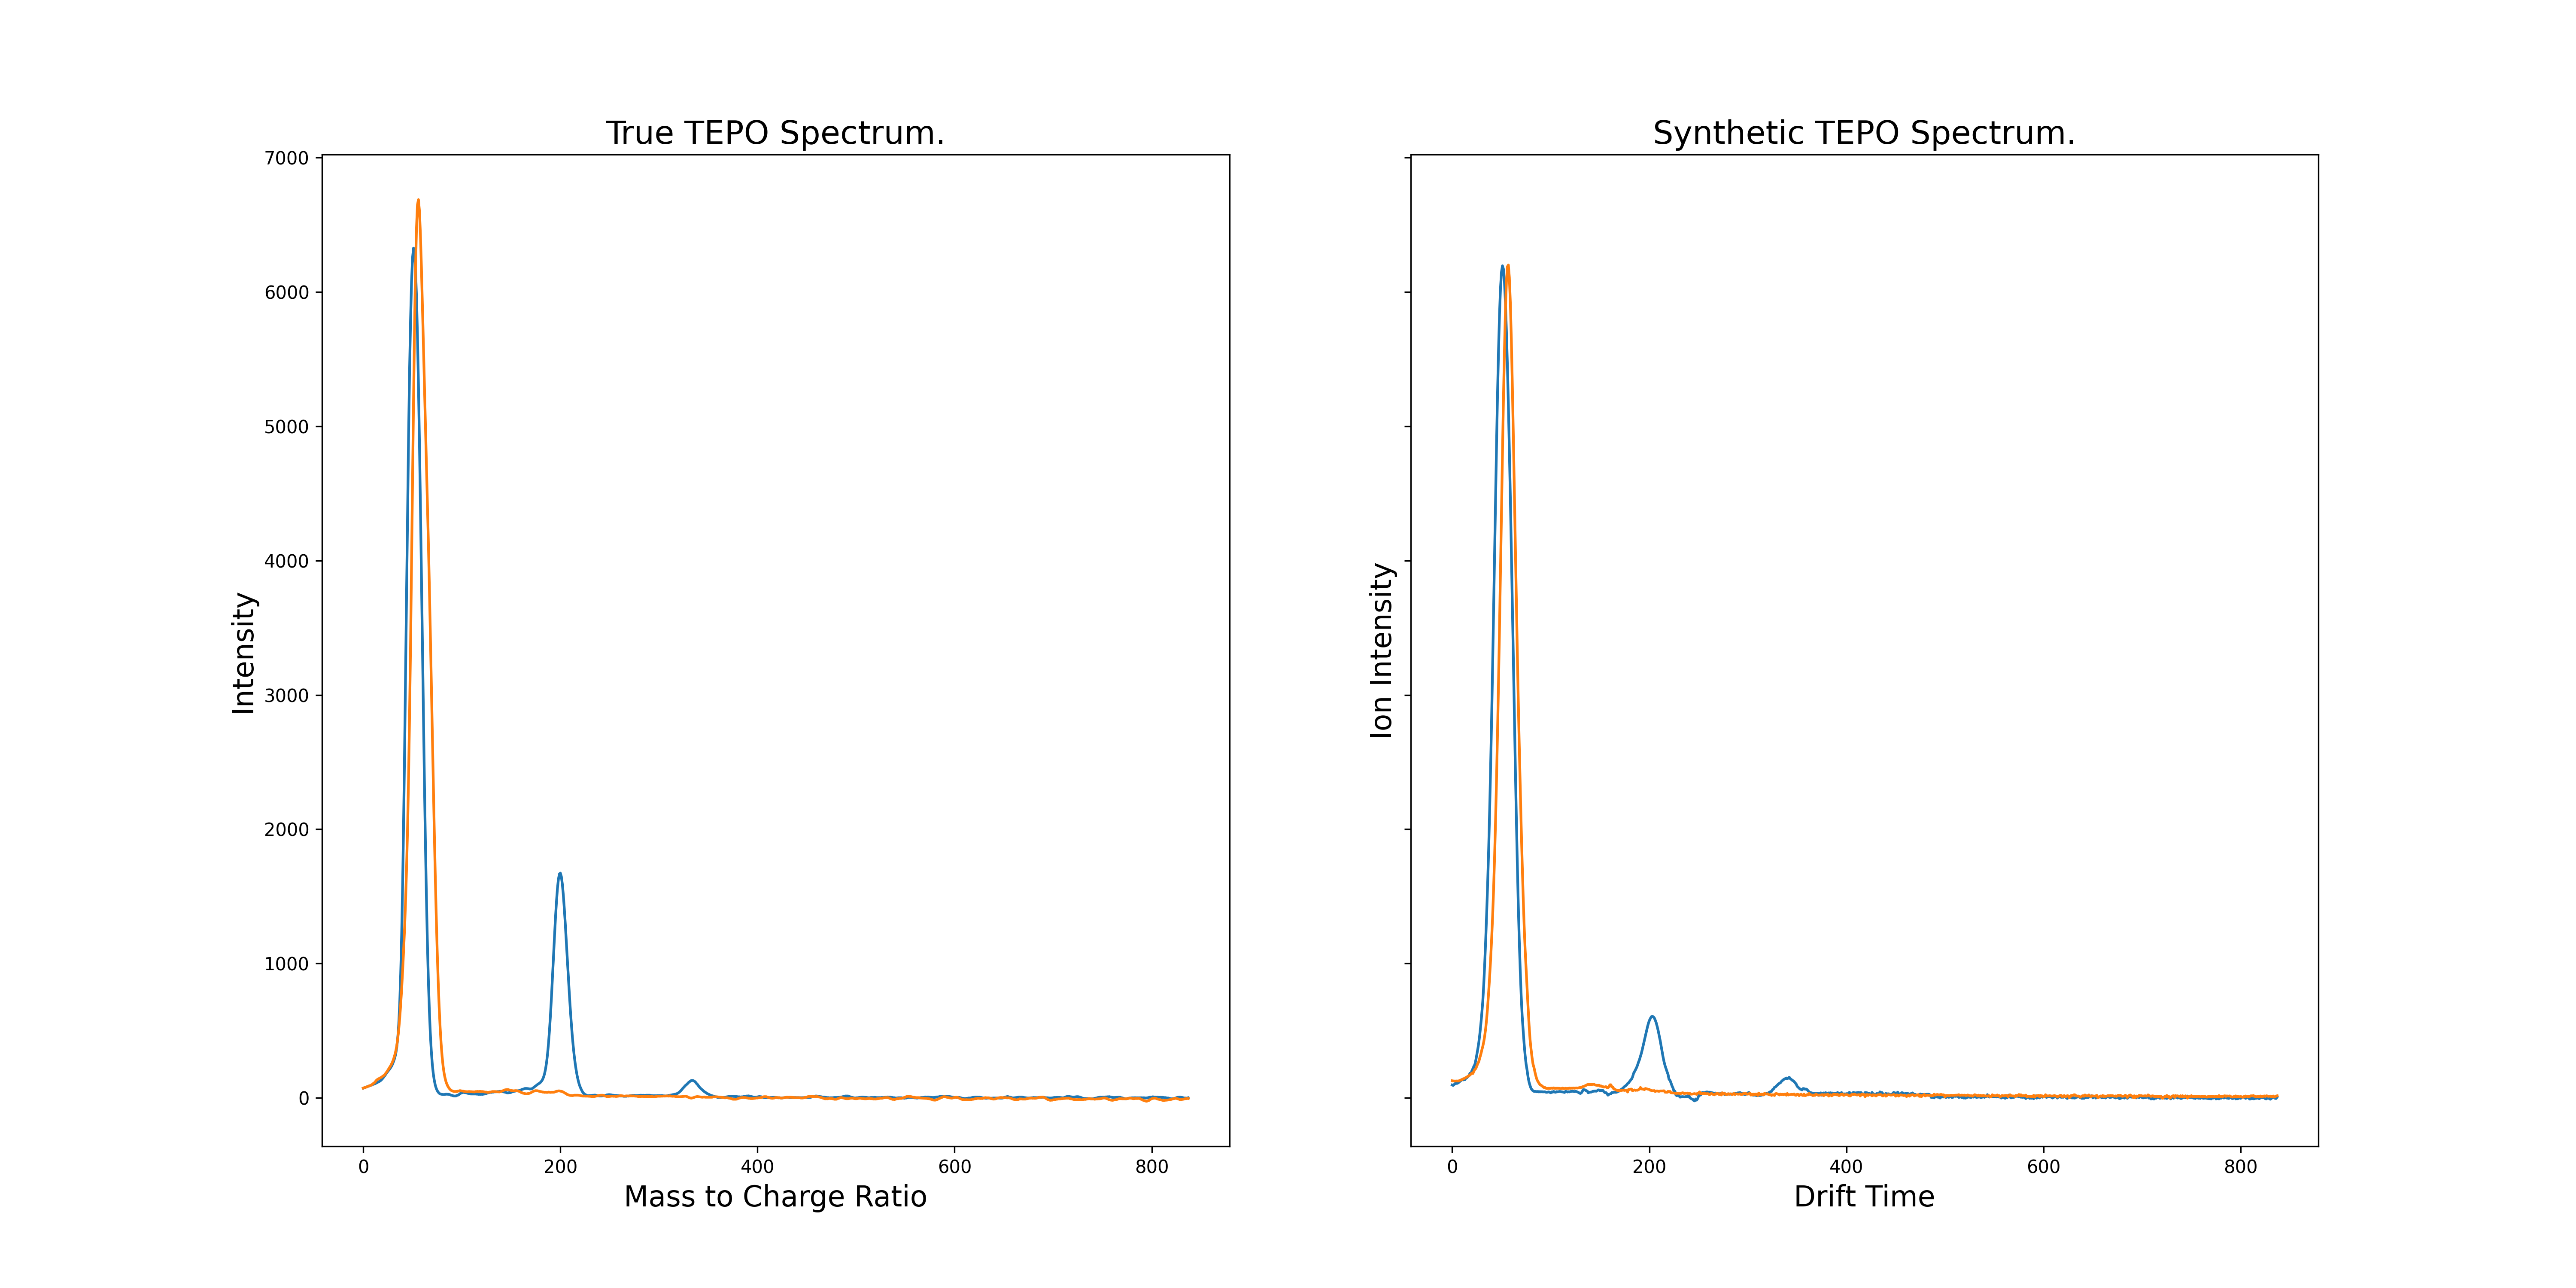 True TEPO Spectrum.
7000
6000
5000
4000
3000
2000
1000
0
Intensity
0 200 400 600 800
Mass to Charge Ratio
Synthetic TEPO Spectrum.
Ion Intensity
0 200 400 600 800
Drift Time